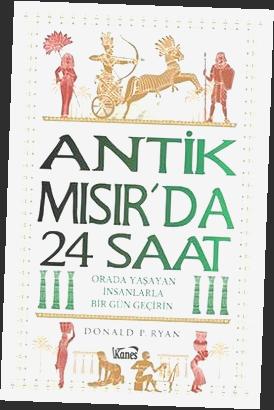 ANTİK
MISIR'DA
24 SAAT
ORADA YAŞAYAN
İNSANLARLA
BİR GÜN GEÇİRİN
DONALD P. RYAN
Kanes